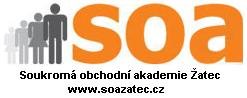 soa
Soukromá obchodní akademie Žatec
www.soazatec.cz